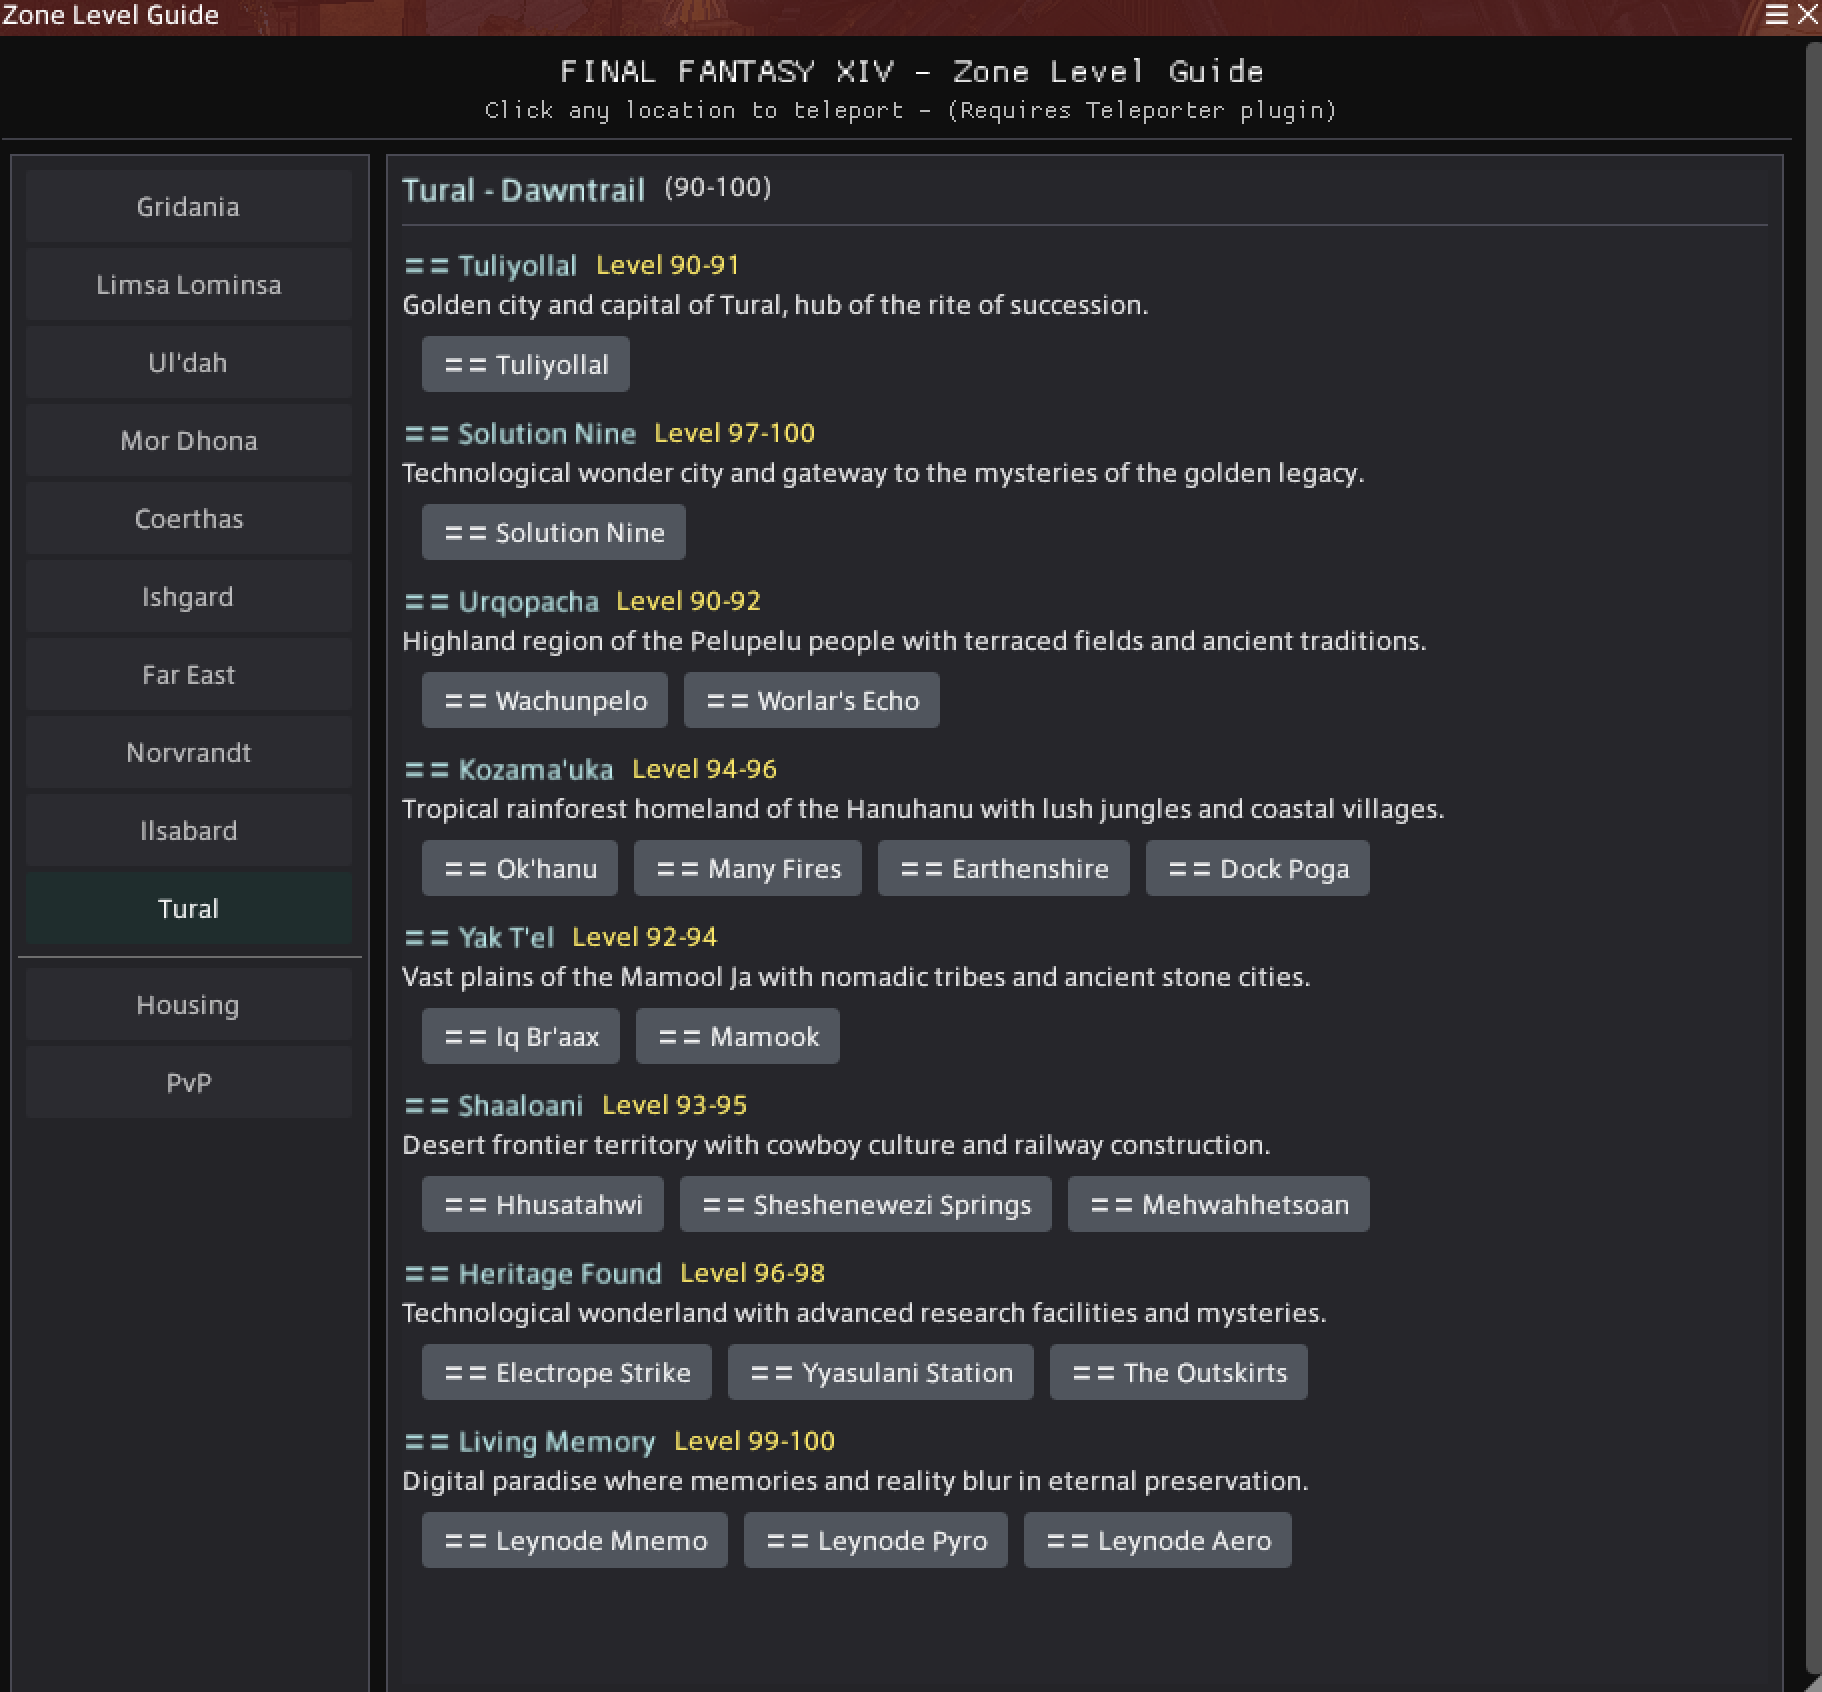 Zone Level Guide
FINAL FANTASY XIV - Zone Level Guide
Click any location to teleport - (Requires Teleporter plugin)
Gridania
Limsa Lominsa
Ul'dah
Mor Dhona
Coerthas
Ishgard
Far East
Norvrandt
Ilsabard
Tural
Housing
PvP
Tural - Dawntrail (90-100)
== Tuliyollal Level 90-91
Golden city and capital of Tural, hub of the rite of succession.
== Tuliyollal
== Solution Nine Level 97-100
Technological wonder city and gateway to the mysteries of the golden legacy.
== Solution Nine
== Urqopacha Level 90-92
Highland region of the Pelupelu people with terraced fields and ancient traditions.
== Wachunpelo == Worlar's Echo
== Kozama'uka Level 94-96
Tropical rainforest homeland of the Hanuhanu with lush jungles and coastal villages.
== Ok'hanu == Many Fires == Earthenshire == Dock Poga
== Yak T'el Level 92-94
Vast plains of the Mamool Ja with nomadic tribes and ancient stone cities.
== Iq Br'aax == Mamook
== Shaaloani Level 93-95
Desert frontier territory with cowboy culture and railway construction.
== Hhusatahwi == Sheshenewezi Springs == Mehwahhetsoan
== Heritage Found Level 96-98
Technological wonderland with advanced research facilities and mysteries.
== Electrope Strike == Yyasulani Station == The Outskirts
== Living Memory Level 99-100
Digital paradise where memories and reality blur in eternal preservation.
== Leynode Mnemo == Leynode Pyro == Leynode Aero